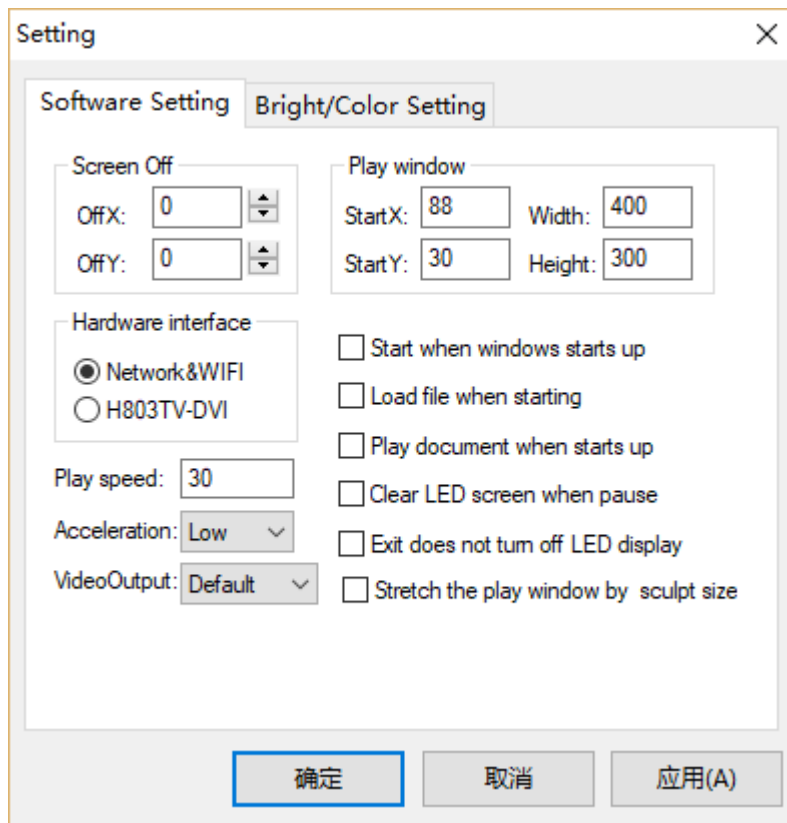 Setting
Software Setting
Bright/Color Setting
Screen Off
OffX: 0
OffY: 0
Play window
StartX: 88 Width: 400
StartY: 30 Height: 300
Hardware interface
Network&WIFI
H803TV-DVI
Play speed: 30
Acceleration: Low
VideoOutput: Default
Start when windows starts up
Load file when starting
Play document when starts up
Clear LED screen when pause
Exit does not turn off LED display
Stretch the play window by sculpt size
确定
取消
应用(A)